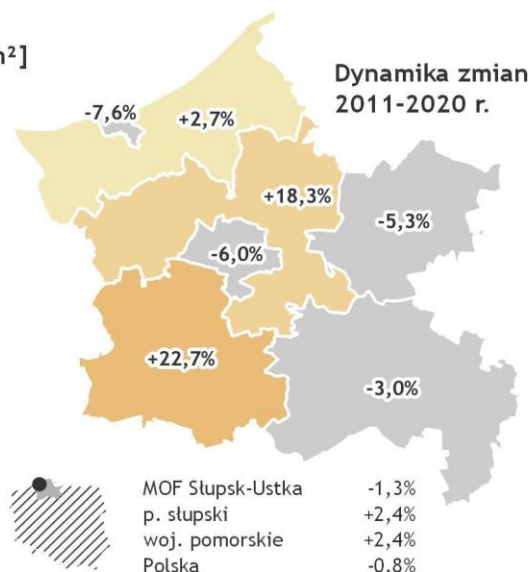 m²]
Dynamika zmian
2011-2020 r.
-7,6%
+2,7%
+18,3%
-5,3%
-6,0%
+22,7%
-3,0%
MOF Słupsk-Ustka -1,3%
p. słupski +2,4%
woj. pomorskie +2,4%
Polska -0,8%